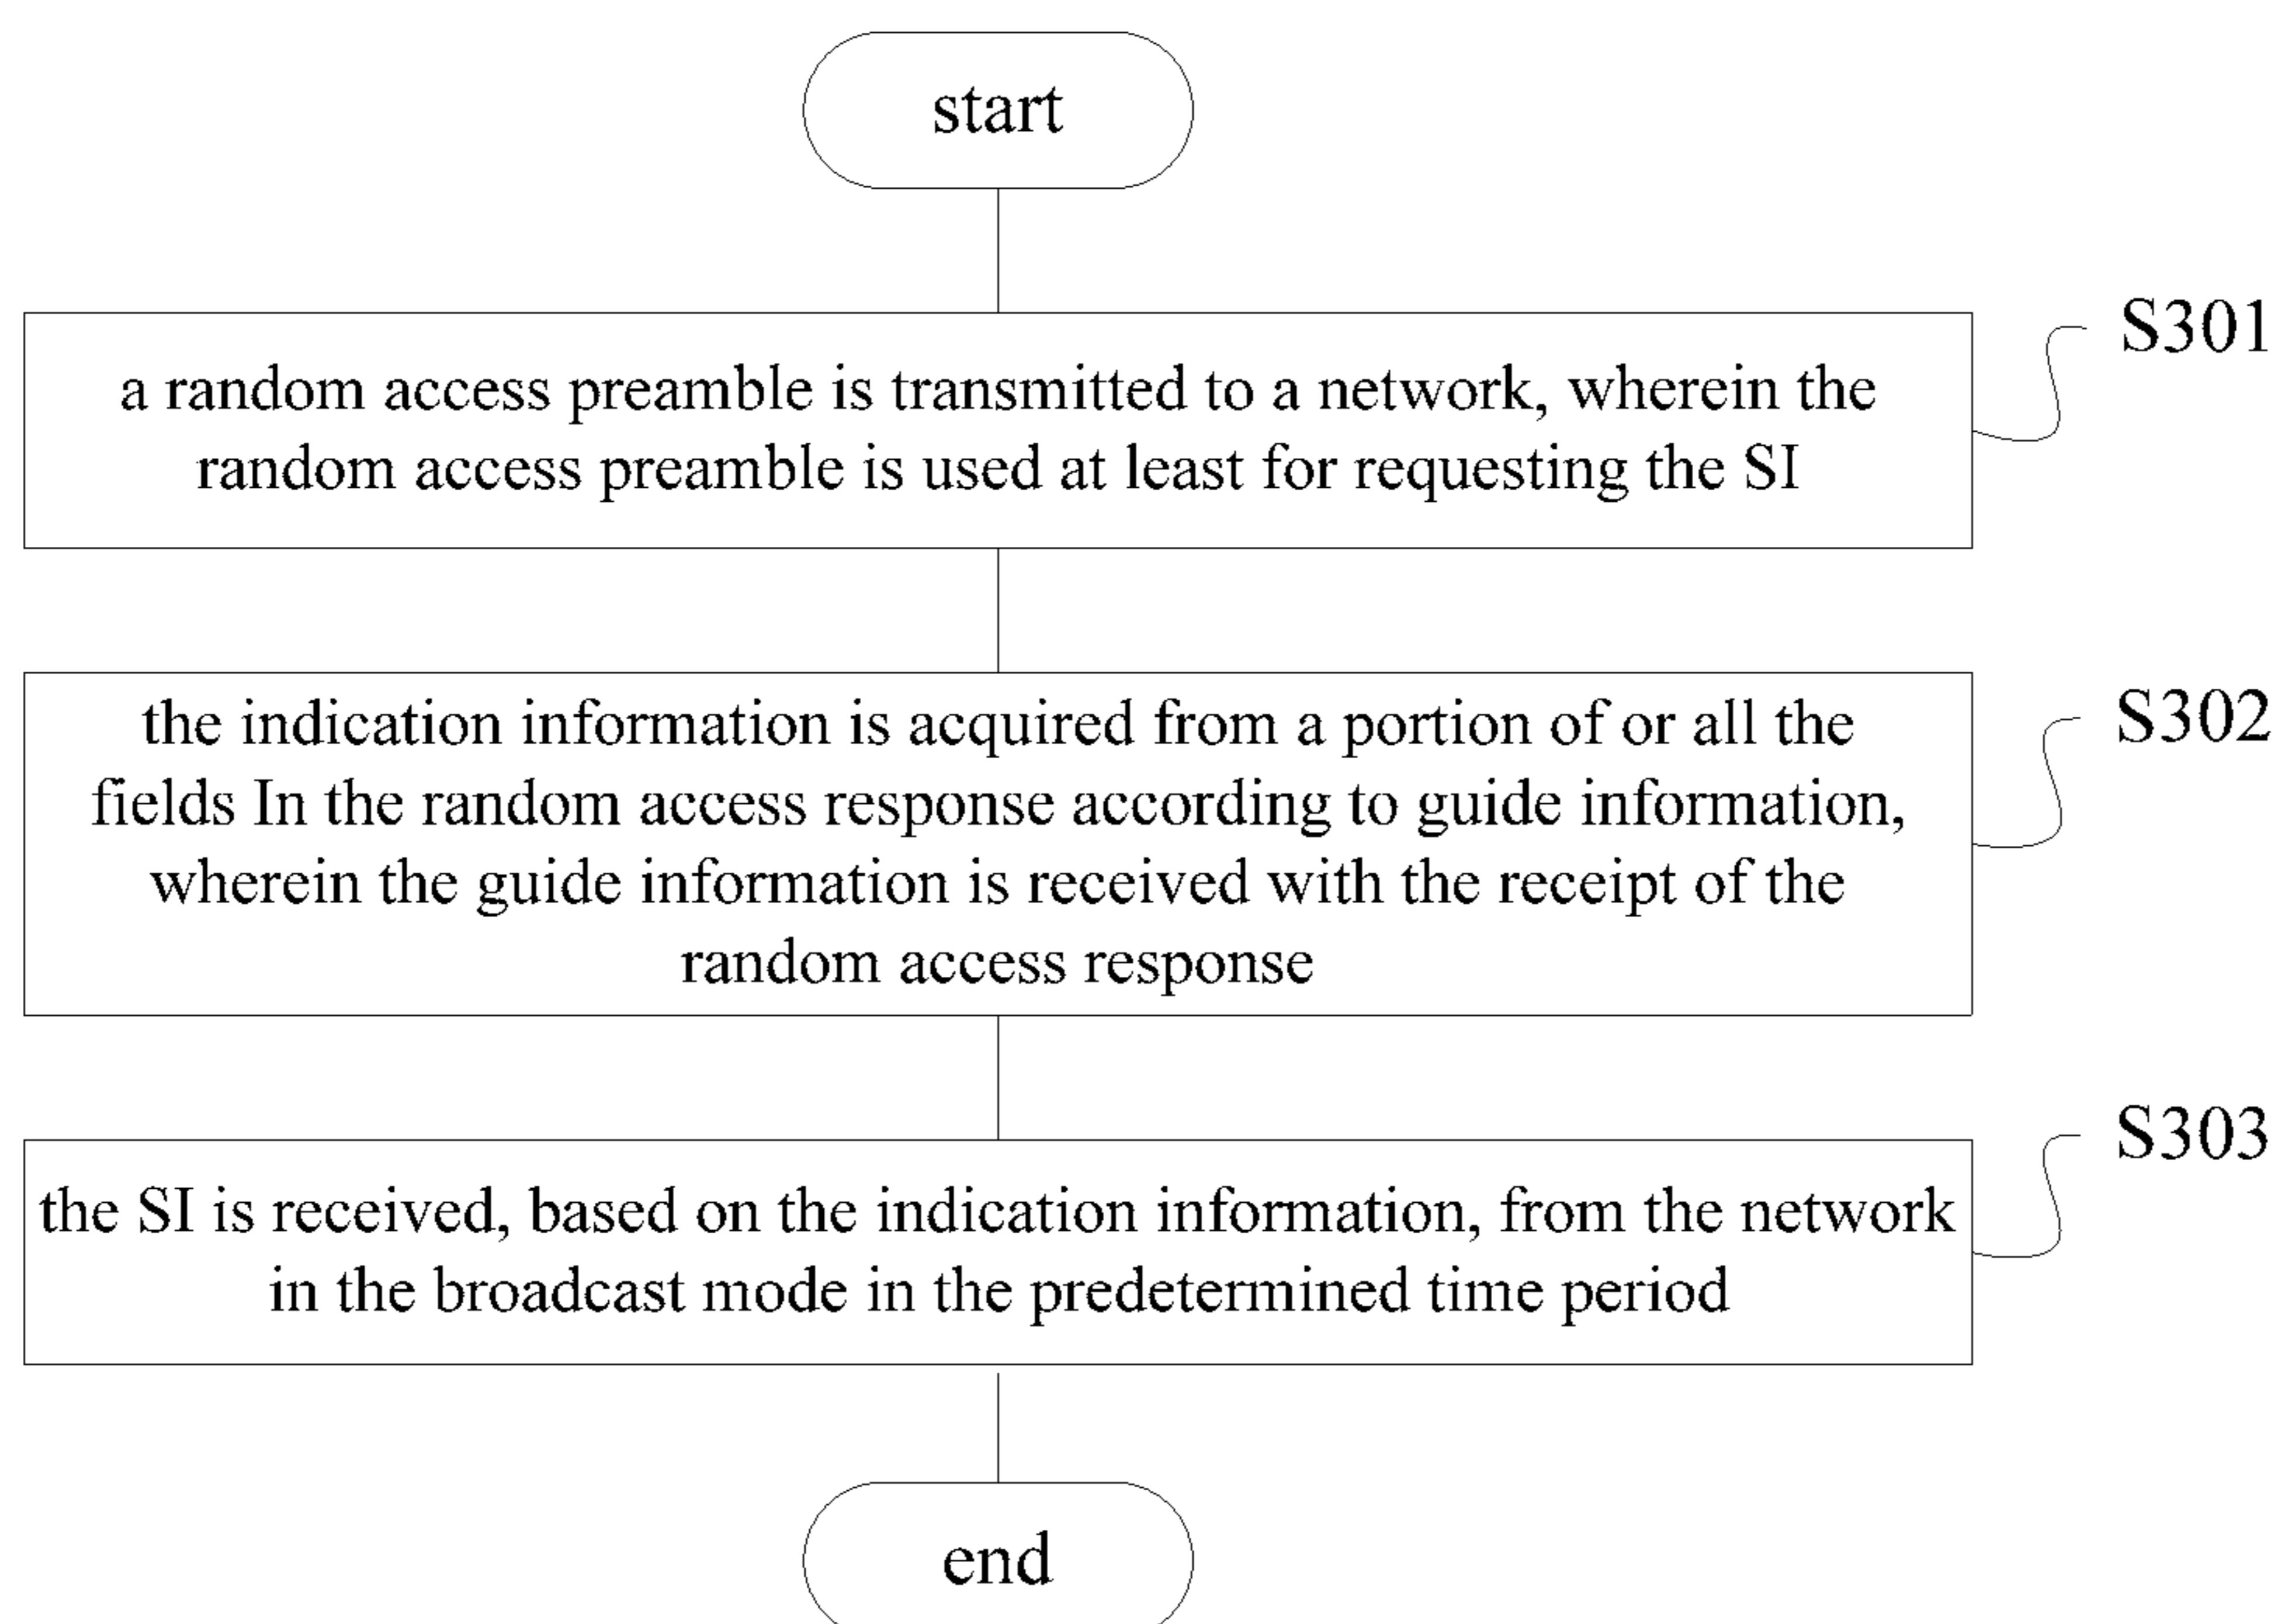 start
S301
a random access preamble is transmitted to a network, wherein the
random access preamble is used at least for requesting the SI
S302
the indication information is acquired from a portion of or all the
fields In the random access response according to guide information,
wherein the guide information is received with the receipt of the
random access response
S303
the SI is received, based on the indication information, from the network
in the broadcast mode in the predetermined time period
end